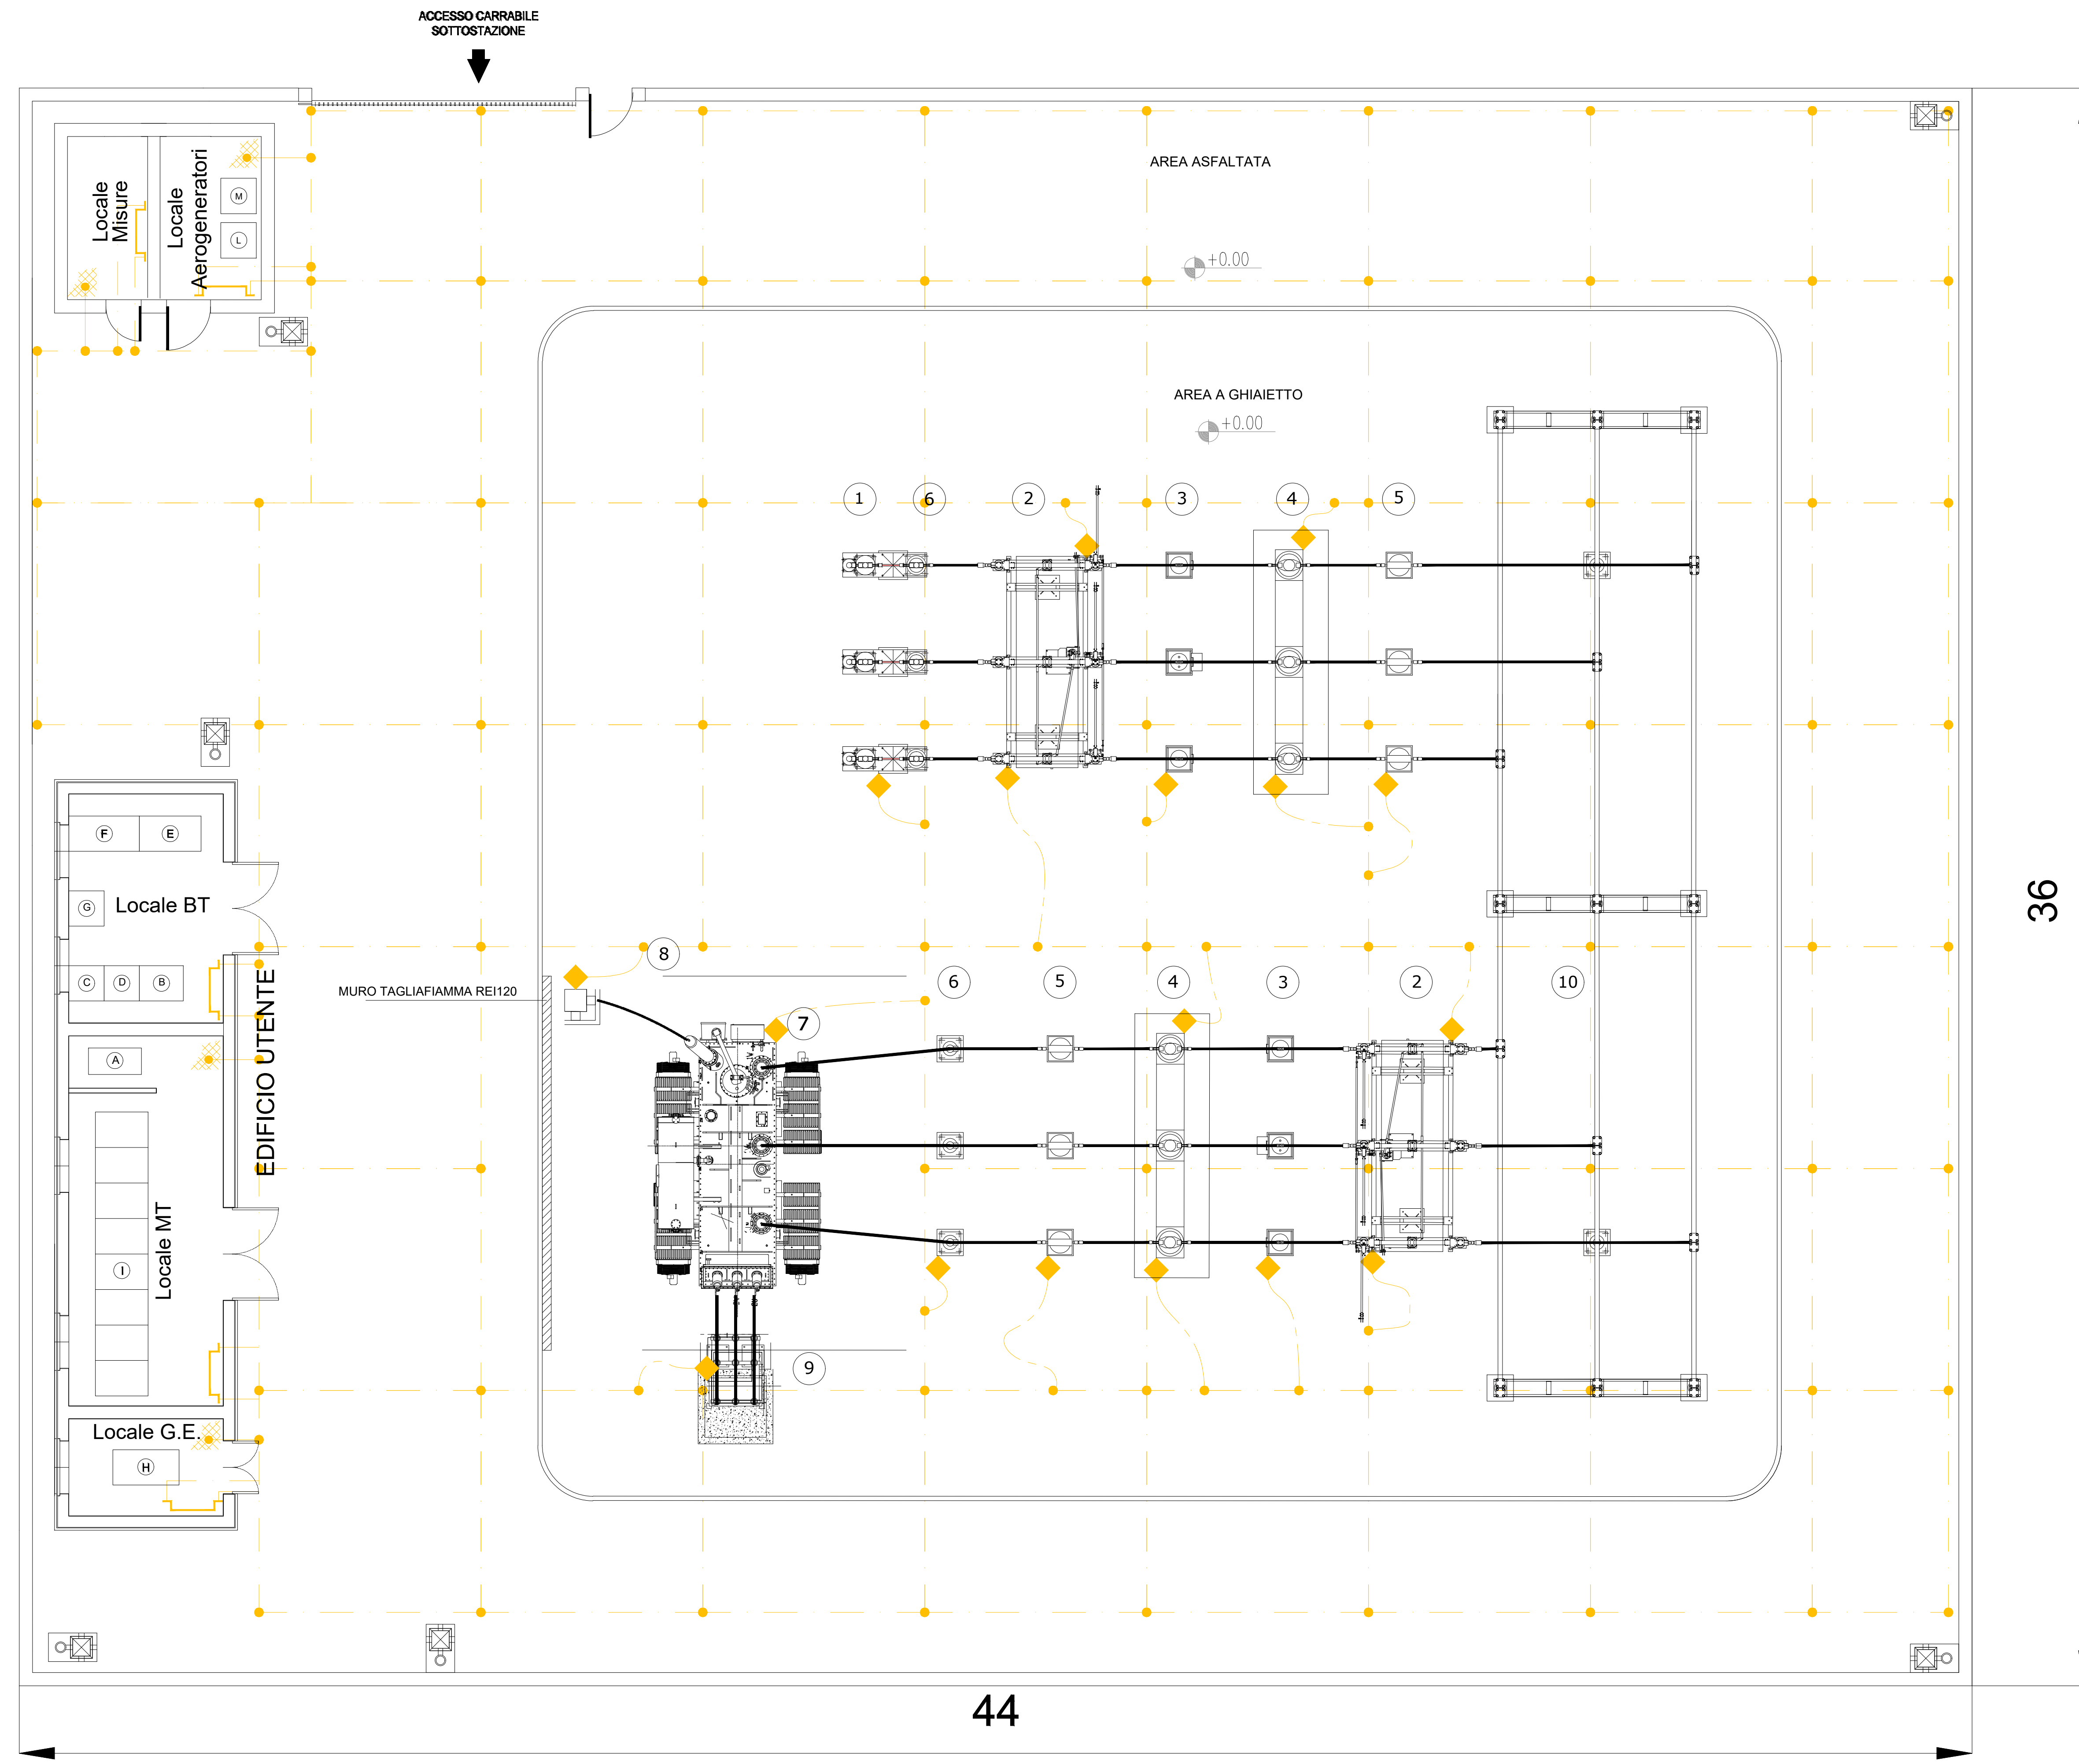 ACCESSO CARRABILE
SOTTOSTAZIONE
AREA ASFALTATA
+0.00
Locale
Misure
Locale
Aerogeneratori
M
L
AREA A GHIAIETTO
+0.00
1
6
2
3
4
5
F
E
Locale BT
G
C
D
B
EDIFICIO UTENTE
MURO TAGLIAFIAMMA REI120
8
7
6
5
4
3
2
10
A
Locale MT
I
9
Locale G.E.
H
36
44